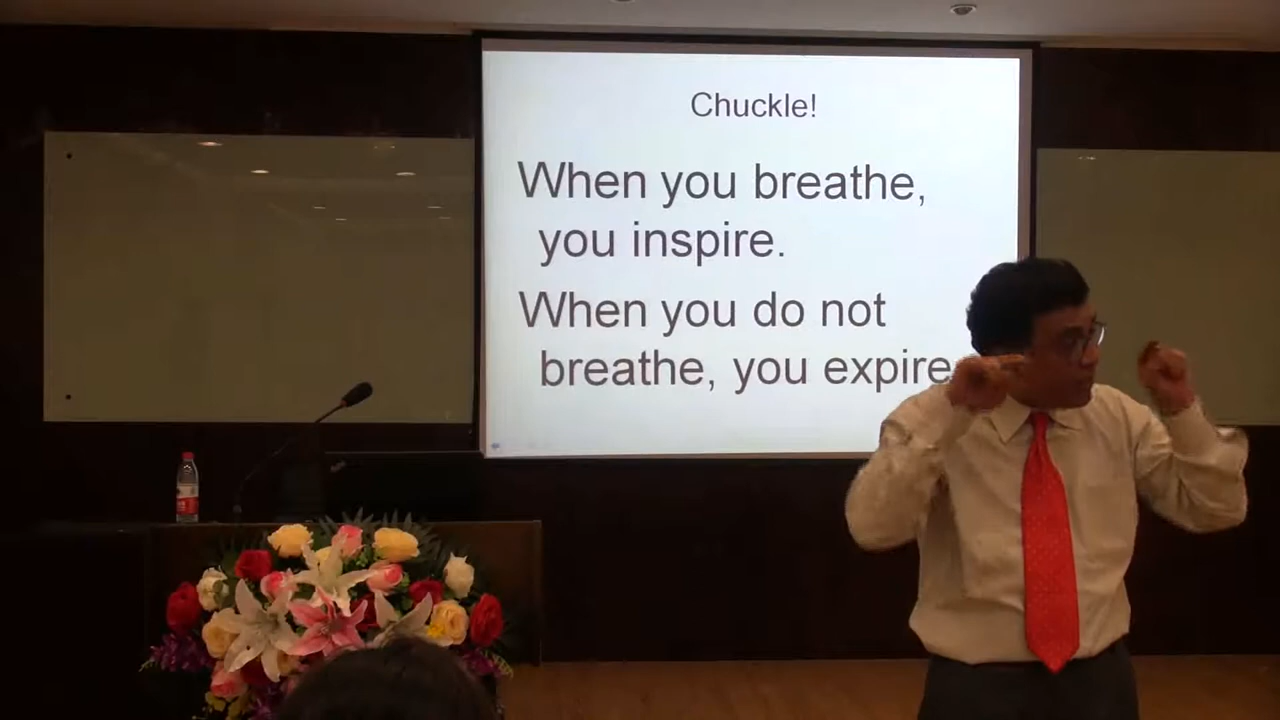 Chuckle!
When you breathe,
you inspire.
When you do not
breathe, you expire